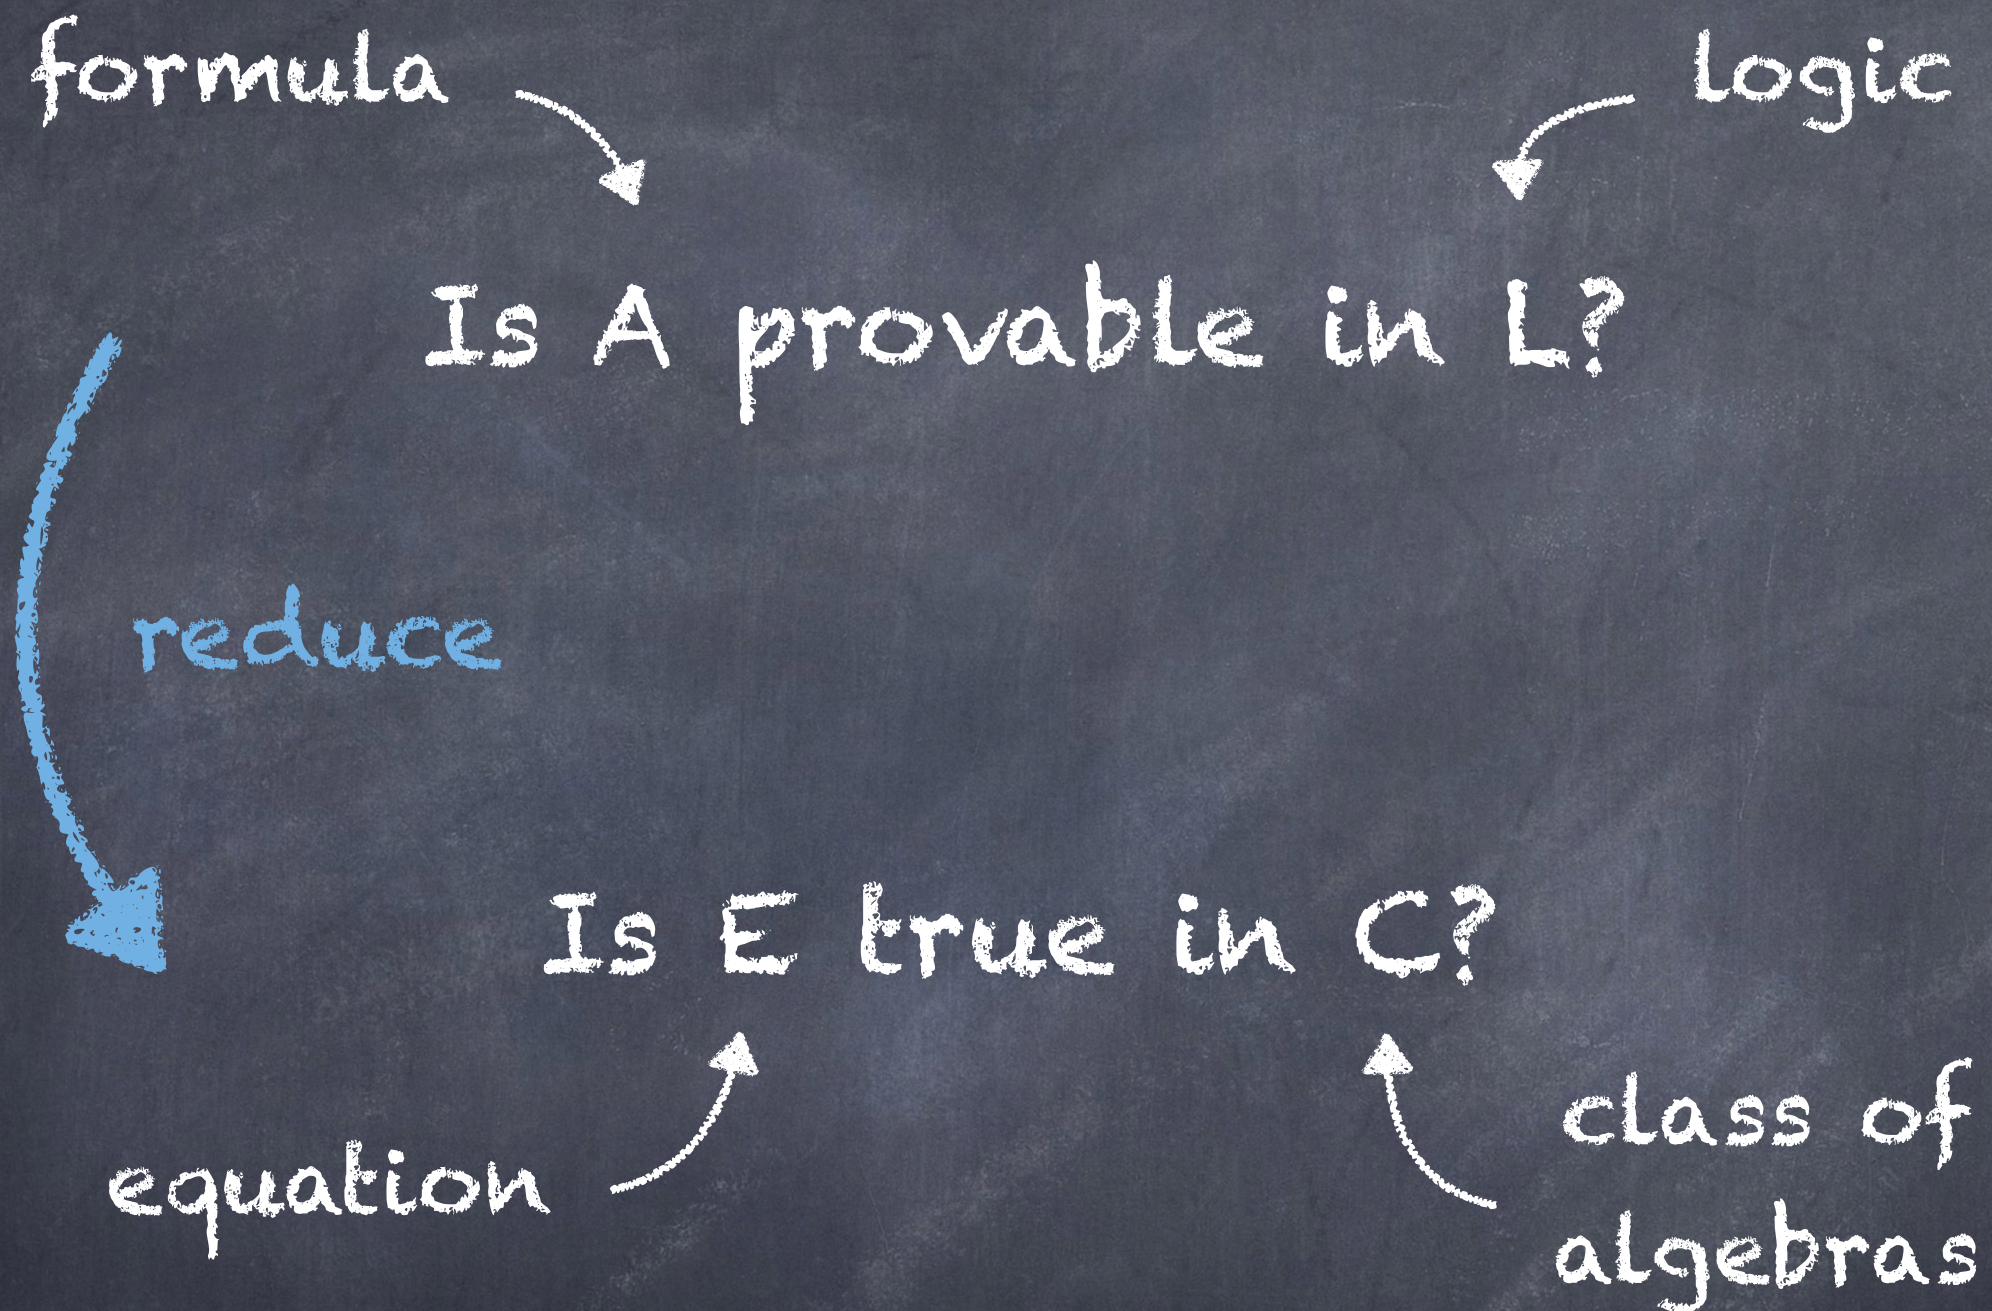 formula
logic
Is A provable in L?
reduce
Is E true in C?
equation
class of
algebras